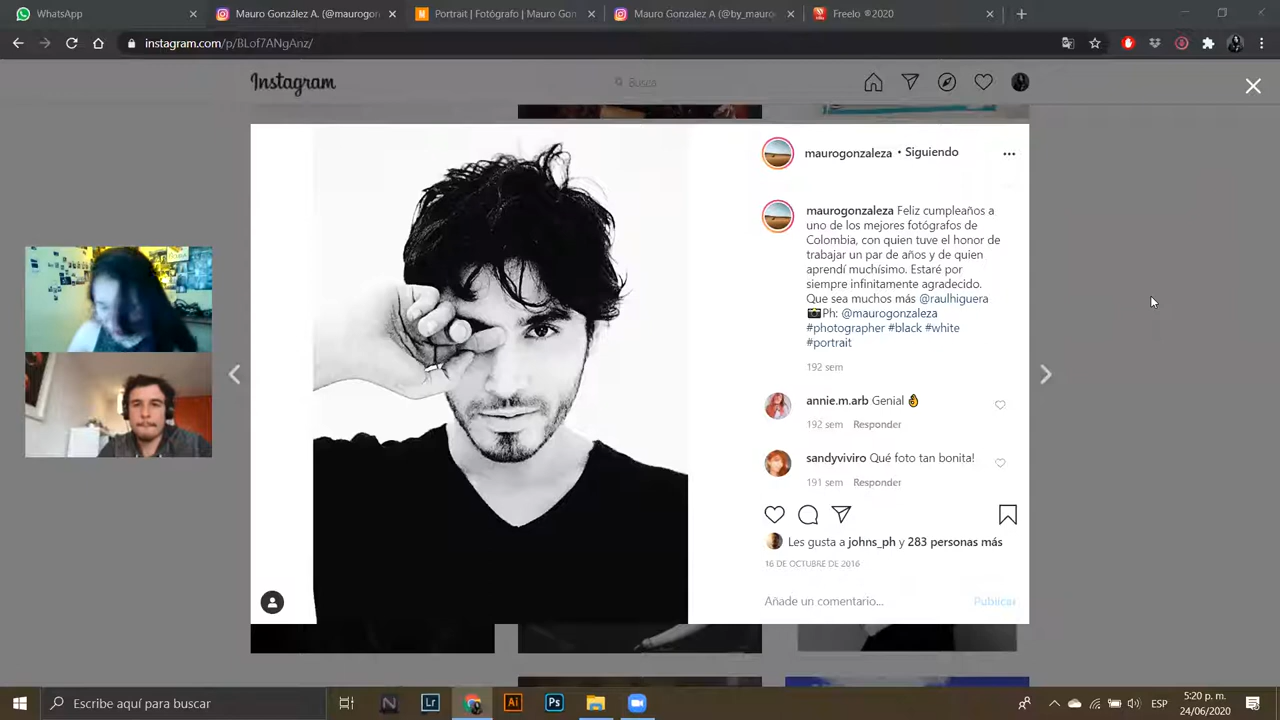 WhatsApp
Mauro González A. (@maurogor
Portrait | Fotógrafo | Mauro Gon
Mauro Gonzalez A (@by_mauro
Freelo ®2020
instagram.com/p/BLof7ANgAnz/
Instagram
Busca
maurogonzaleza • Siguiendo
maurogonzaleza Feliz cumpleaños a
uno de los mejores fotógrafos de
Colombia, con quien tuve el honor de
trabajar un par de años y de quien
aprendí muchísimo. Estaré por
siempre infinitamente agradecido.
Que sea muchos más @raulhiguera
📷Ph: @maurogonzaleza
#photographer #black #white
#portrait
192 sem
annie.m.arb Genial 👌
192 sem Responder
sandyviviro Qué foto tan bonita!
191 sem Responder
Les gusta a johns_ph y 283 personas más
16 DE OCTUBRE DE 2016
Añade un comentario... Publicar
Escribe aquí para buscar
N
Lr
Ai
Ps
ESP
5:20 p. m.
24/06/2020